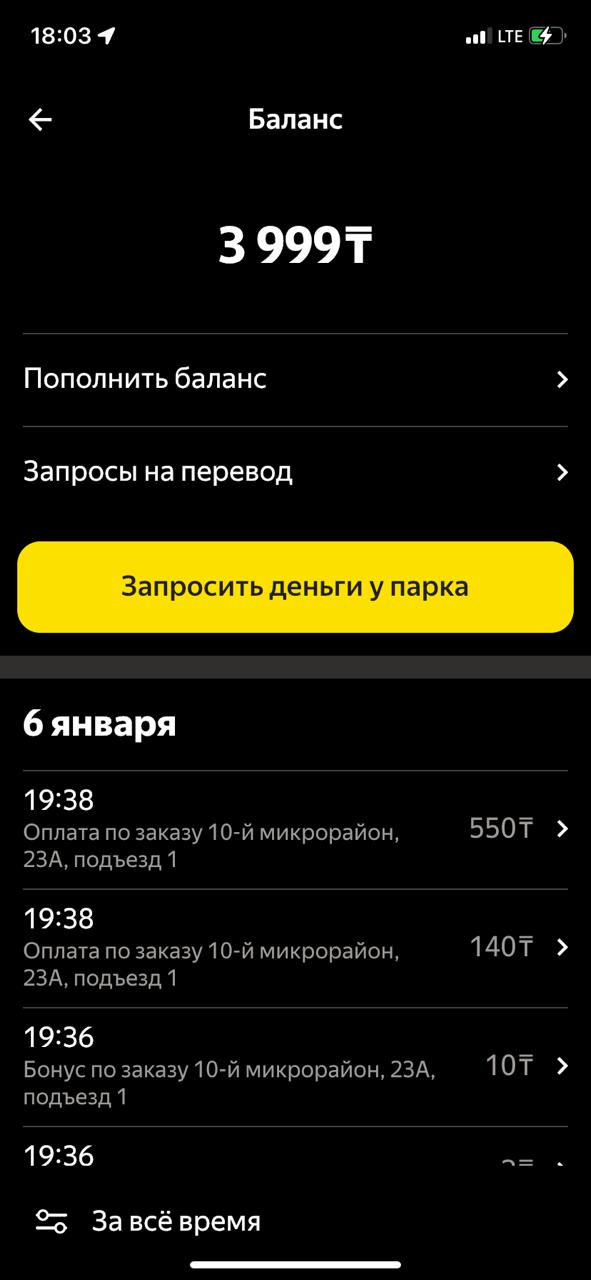 18:03
LTE
Баланс
3 999₸
Пополнить баланс
Запросы на перевод
Запросить деньги у парка
6 января
19:38
Оплата по заказу 10-й микрорайон,
23А, подъезд 1
550₸
19:38
Оплата по заказу 10-й микрорайон,
23А, подъезд 1
140₸
19:36
Бонус по заказу 10-й микрорайон, 23А,
подъезд 1
10₸
19:36
За всё время